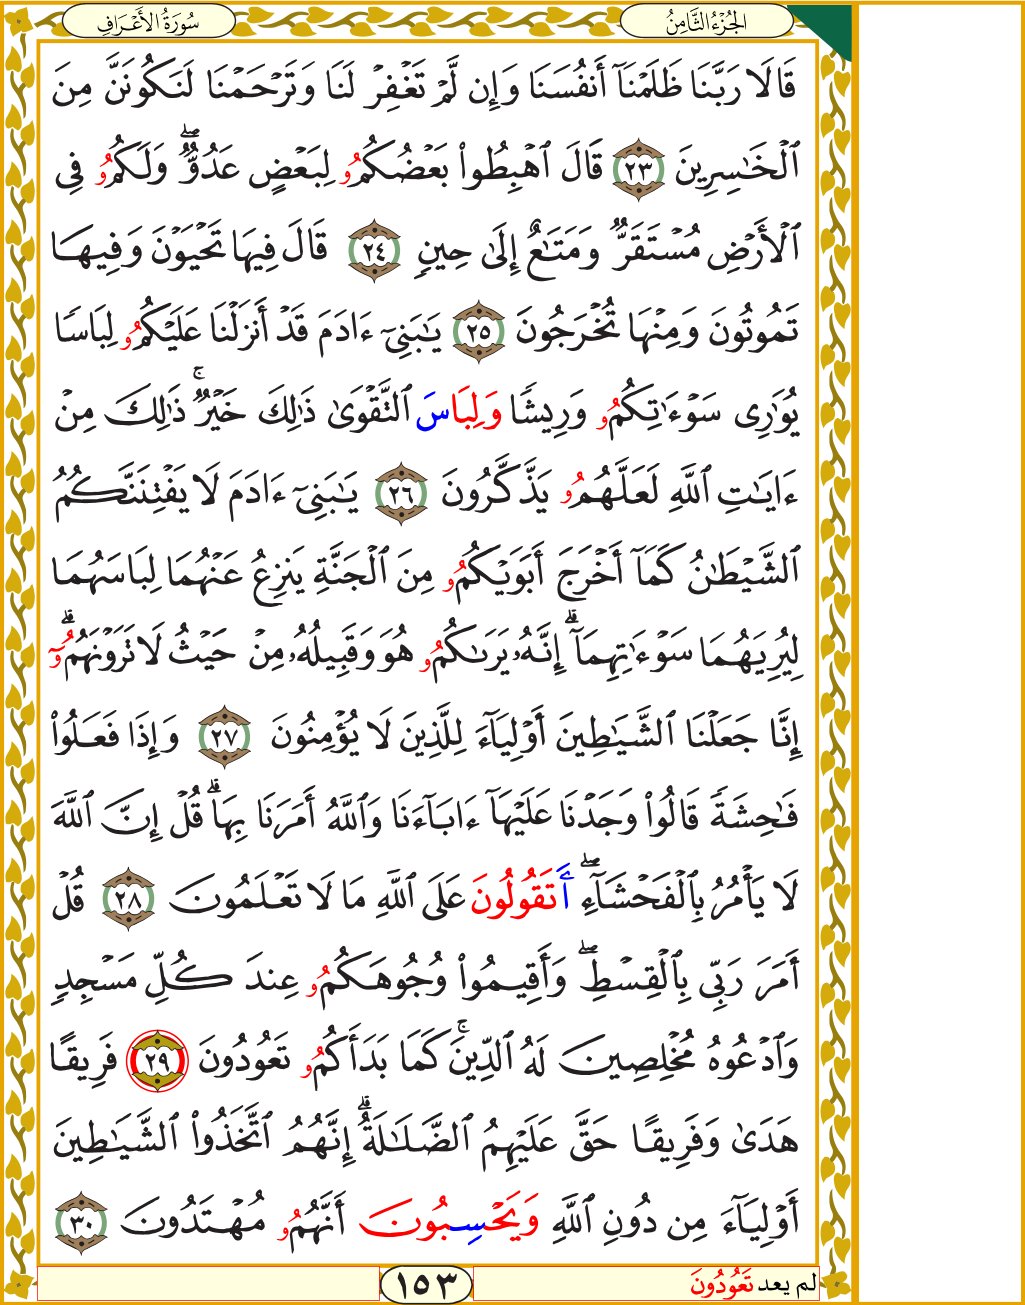 سُورَةُ الأَعْرَافِ
الجُزْءُ الثَّامِنُ
قَالَا رَبَّنَا ظَلَمْنَآ أَنفُسَنَا وَإِن لَّمْ تَغْفِرْ لَنَا وَتَرْحَمْنَا لَنَكُونَنَّ مِنَ
ٱلْخَٰسِرِينَ ٢٣ قَالَ ٱهْبِطُوا۟ بَعْضُكُمُۥ لِبَعْضٍ عَدُوٌّۖ وَلَكُمُۥ فِى
ٱلْأَرْضِ مُسْتَقَرٌّ وَمَتَٰعٌ إِلَىٰ حِينٍ ٢٤ قَالَ فِيهَا تَحْيَوْنَ وَفِيهَا
تَمُوتُونَ وَمِنْهَا تُخْرَجُونَ ٢٥ يَٰبَنِىٓ ءَادَمَ قَدْ أَنزَلْنَا عَلَيْكُمُۥ لِبَاسًا
يُوَٰرِى سَوْءَٰتِكُمُۥ وَرِيشًا وَلِبَاسَ ٱلتَّقْوَىٰ ذَٰلِكَ خَيْرٌۚ ذَٰلِكَ مِنْ
ءَايَٰتِ ٱللَّهِ لَعَلَّهُمُۥ يَذَّكَّرُونَ ٢٦ يَٰبَنِىٓ ءَادَمَ لَا يَفْتِنَنَّكُمُ
ٱلشَّيْطَٰنُ كَمَآ أَخْرَجَ أَبَوَيْكُمُۥ مِنَ ٱلْجَنَّةِ يَنزِعُ عَنْهُمَا لِبَاسَهُمَا
لِيُرِيَهُمَا سَوْءَٰتِهِمَآۗ إِنَّهُۥ يَرَىٰكُمُۥ هُوَ وَقَبِيلُهُۥ مِنْ حَيْثُ لَا تَرَوْنَهُمُۥٓۗ
إِنَّا جَعَلْنَا ٱلشَّيَٰطِينَ أَوْلِيَآءَ لِلَّذِينَ لَا يُؤْمِنُونَ ٢٧ وَإِذَا فَعَلُوا۟
فَٰحِشَةً قَالُوا۟ وَجَدْنَا عَلَيْهَآ ءَابَآءَنَا وَٱللَّهُ أَمَرَنَا بِهَاۗ قُلْ إِنَّ ٱللَّهَ
لَا يَأْمُرُ بِٱلْفَحْشَآءِۖ أَتَقُولُونَ عَلَى ٱللَّهِ مَا لَا تَعْلَمُونَ ٢٨ قُلْ
أَمَرَ رَبِّى بِٱلْقِسْطِۖ وَأَقِيمُوا۟ وُجُوهَكُمُۥ عِندَ كُلِّ مَسْجِدٍ
وَٱدْعُوهُ مُخْلِصِينَ لَهُ ٱلدِّينَۚ كَمَا بَدَأَكُمُۥ تَعُودُونَ ٢٩ فَرِيقًا
هَدَىٰ وَفَرِيقًا حَقَّ عَلَيْهِمُ ٱلضَّلَٰلَةُۗ إِنَّهُمُ ٱتَّخَذُوا۟ ٱلشَّيَٰطِينَ
أَوْلِيَآءَ مِن دُونِ ٱللَّهِ وَيَحْسِبُونَ أَنَّهُمُۥ مُهْتَدُونَ ٣٠
لم يعد تَعُودُونَ
١٥٣